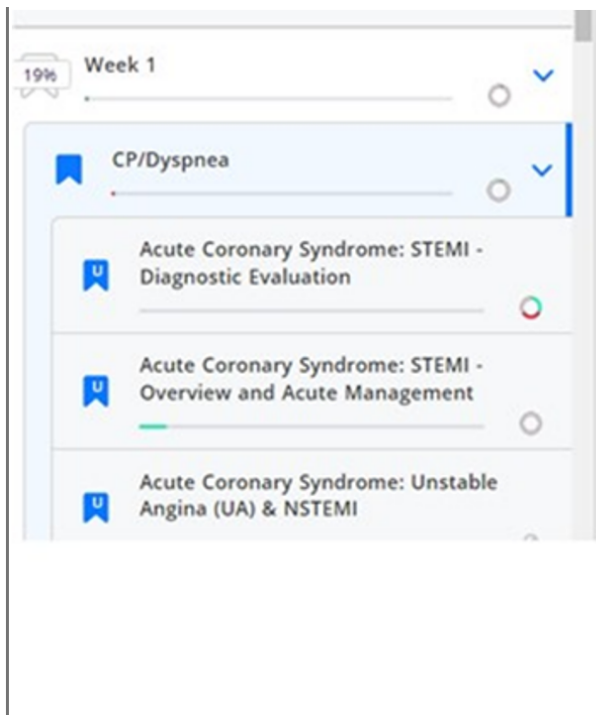 19%
Week 1
CP/Dyspnea
U
Acute Coronary Syndrome: STEMI -
Diagnostic Evaluation
U
Acute Coronary Syndrome: STEMI -
Overview and Acute Management
U
Acute Coronary Syndrome: Unstable
Angina (UA) & NSTEMI